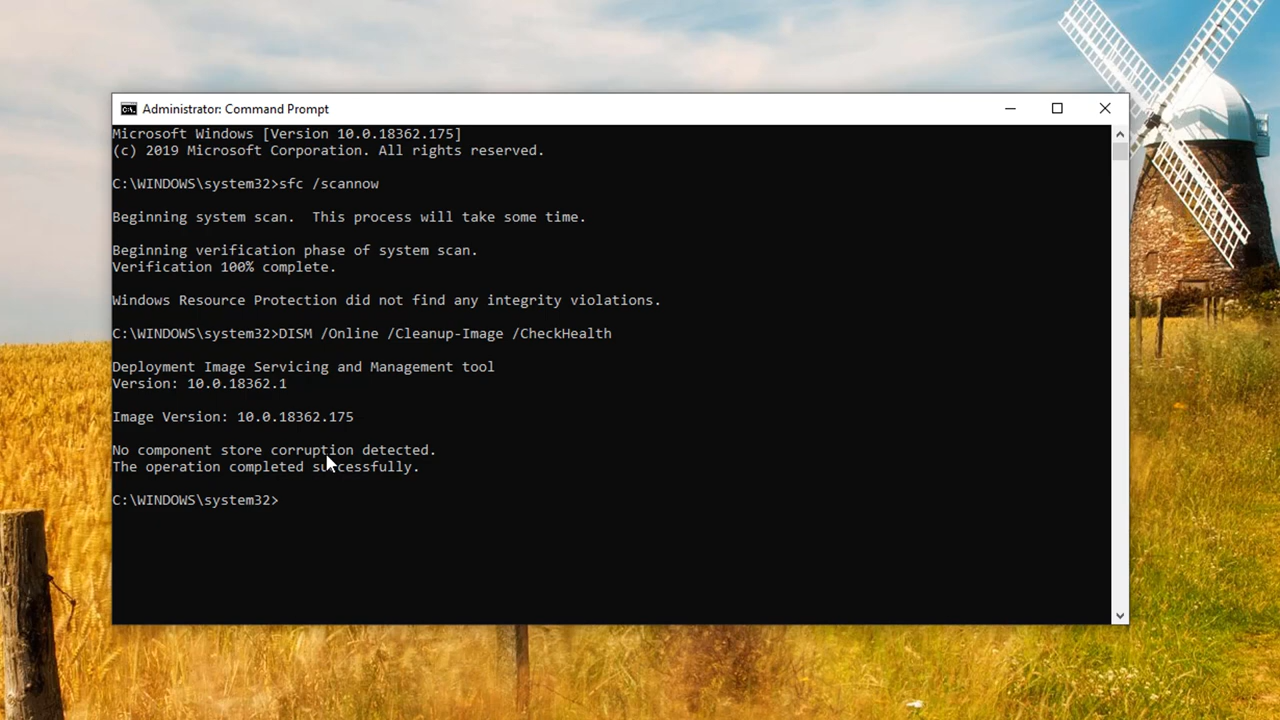 Administrator: Command Prompt
Microsoft Windows [Version 10.0.18362.175]
(c) 2019 Microsoft Corporation. All rights reserved.
C:\WINDOWS\system32>sfc /scannow
Beginning system scan.  This process will take some time.
Beginning verification phase of system scan.
Verification 100% complete.
Windows Resource Protection did not find any integrity violations.
C:\WINDOWS\system32>DISM /Online /Cleanup-Image /CheckHealth
Deployment Image Servicing and Management tool
Version: 10.0.18362.1
Image Version: 10.0.18362.175
No component store corruption detected.
The operation completed successfully.
C:\WINDOWS\system32>